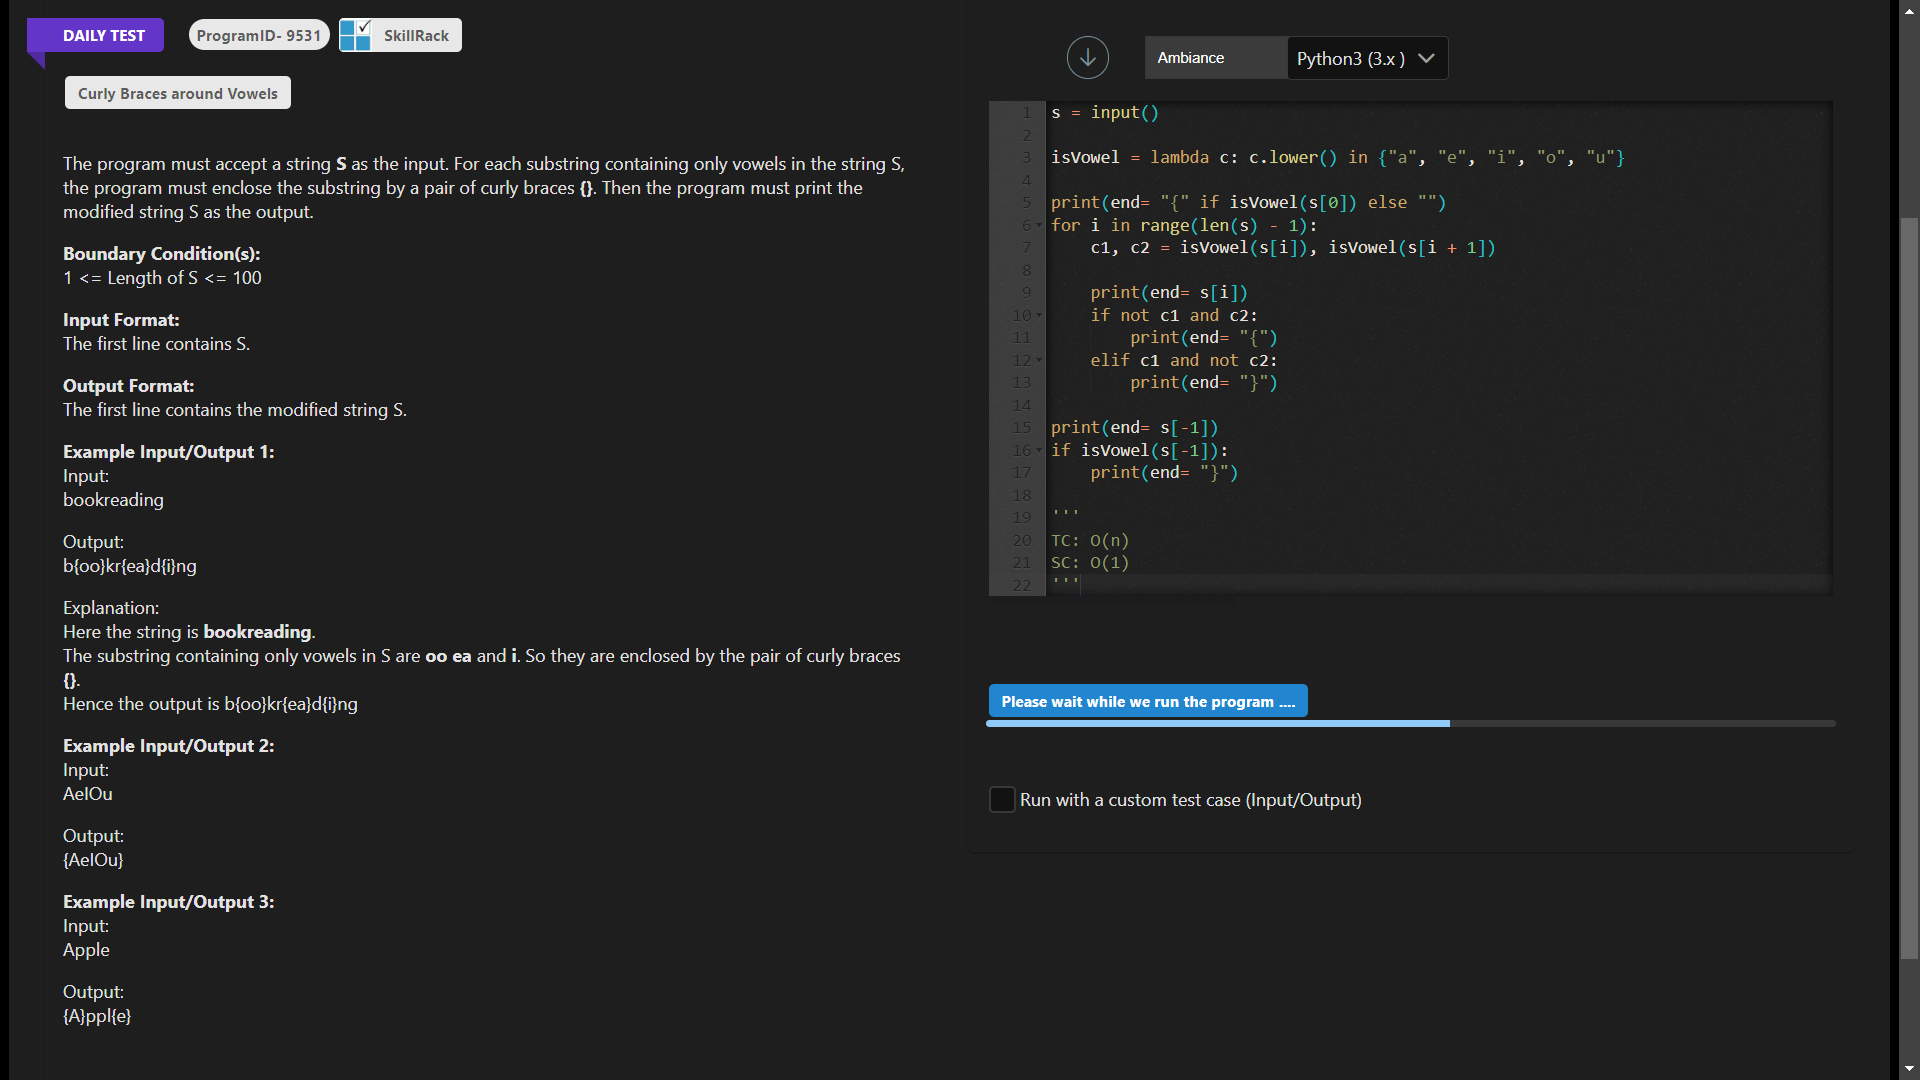 DAILY TEST
ProgramID- 9531
SkillRack
Curly Braces around Vowels
The program must accept a string S as the input. For each substring containing only vowels in the string S,
the program must enclose the substring by a pair of curly braces {}. Then the program must print the
modified string S as the output.
Boundary Condition(s):
1 <= Length of S <= 100
Input Format:
The first line contains S.
Output Format:
The first line contains the modified string S.
Example Input/Output 1:
Input:
bookreading
Output:
b{oo}kr{ea}d{i}ng
Explanation:
Here the string is bookreading.
The substring containing only vowels in S are oo ea and i. So they are enclosed by the pair of curly braces
{}.
Hence the output is b{oo}kr{ea}d{i}ng
Example Input/Output 2:
Input:
AeIOu
Output:
{AeIOu}
Example Input/Output 3:
Input:
Apple
Output:
{A}ppl{e}
Ambiance
Python3 (3.x )
1 s = input()
2
3 isVowel = lambda c: c.lower() in {"a", "e", "i", "o", "u"}
4
5 print(end= "{" if isVowel(s[0]) else "")
6 for i in range(len(s) - 1):
7     c1, c2 = isVowel(s[i]), isVowel(s[i + 1])
8
9     print(end= s[i])
10     if not c1 and c2:
11         print(end= "{")
12     elif c1 and not c2:
13         print(end= "}")
14
15 print(end= s[-1])
16 if isVowel(s[-1]):
17     print(end= "}")
18
19 '''
20 TC: O(n)
21 SC: O(1)
22 '''
Please wait while we run the program ....
Run with a custom test case (Input/Output)